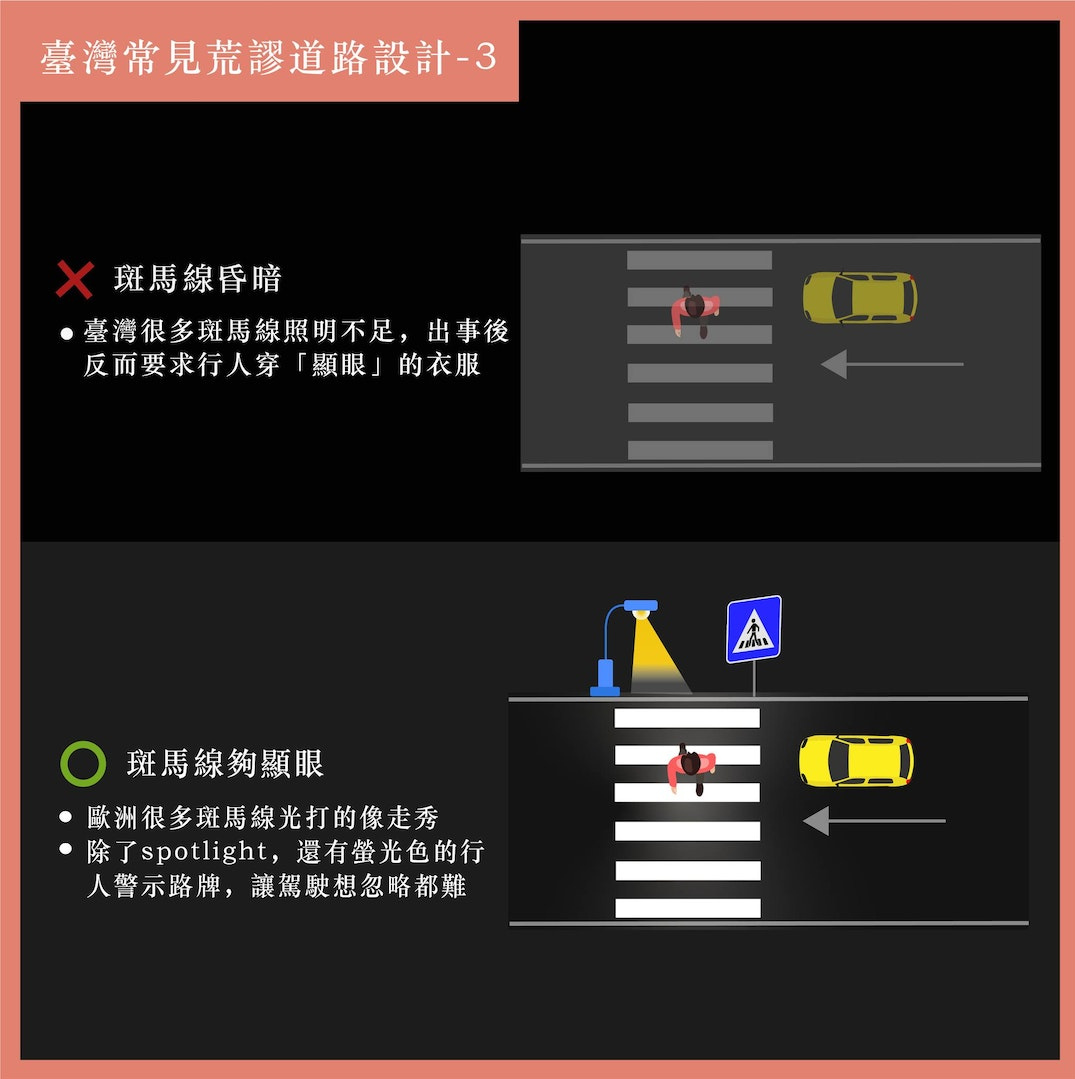 臺灣常見荒謬道路設計-3
斑馬線昏暗
臺灣很多斑馬線照明不足，出事後
反而要求行人穿「顯眼」的衣服
斑馬線夠顯眼
歐洲很多斑馬線光打的像走秀
除了spotlight，還有螢光色的行
人警示路牌，讓駕駛想忽略都難